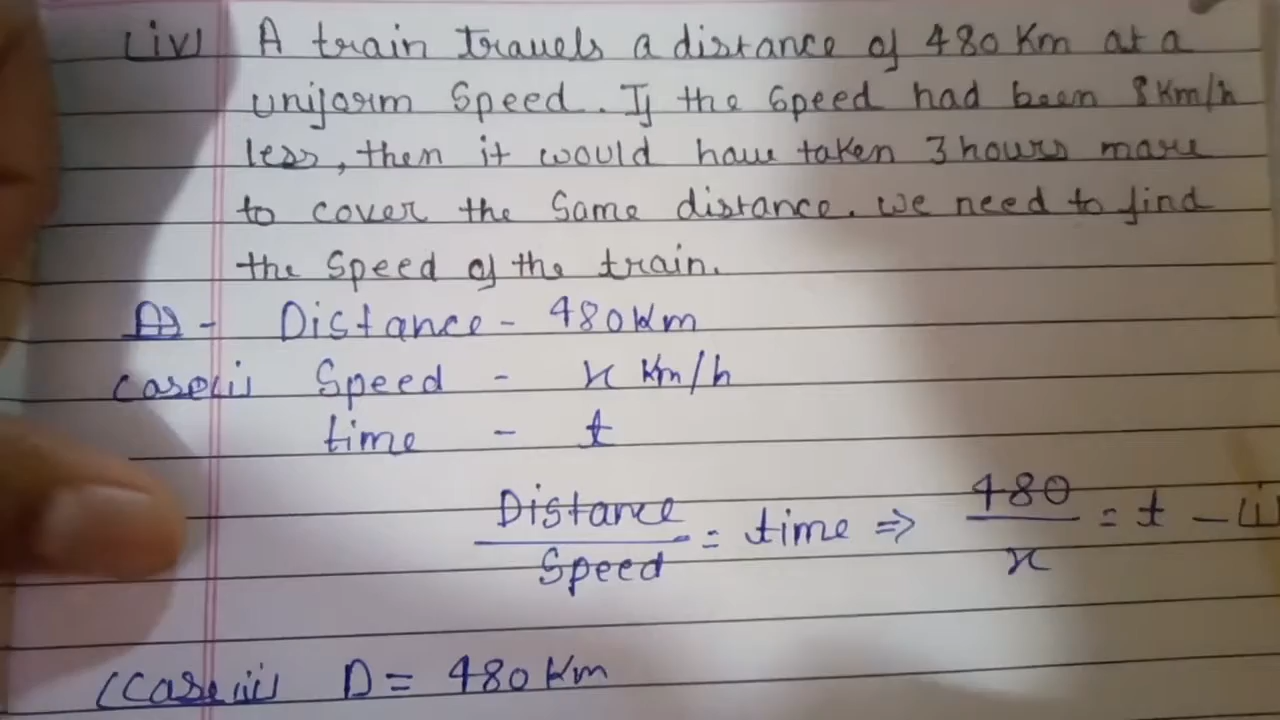 (iv) A train travels a distance of 480 Km at a
uniform Speed. If the Speed had been 8 Km/h
less, then it would have taken 3 hours more
to cover the Same distance. we need to find
the Speed of the train.
A) - Distance - 480 Km
Case(i) Speed - x Km/h
time - t
Distance/Speed = time ⇒ 480/x = t - (i)
(Case(ii) D = 480 Km